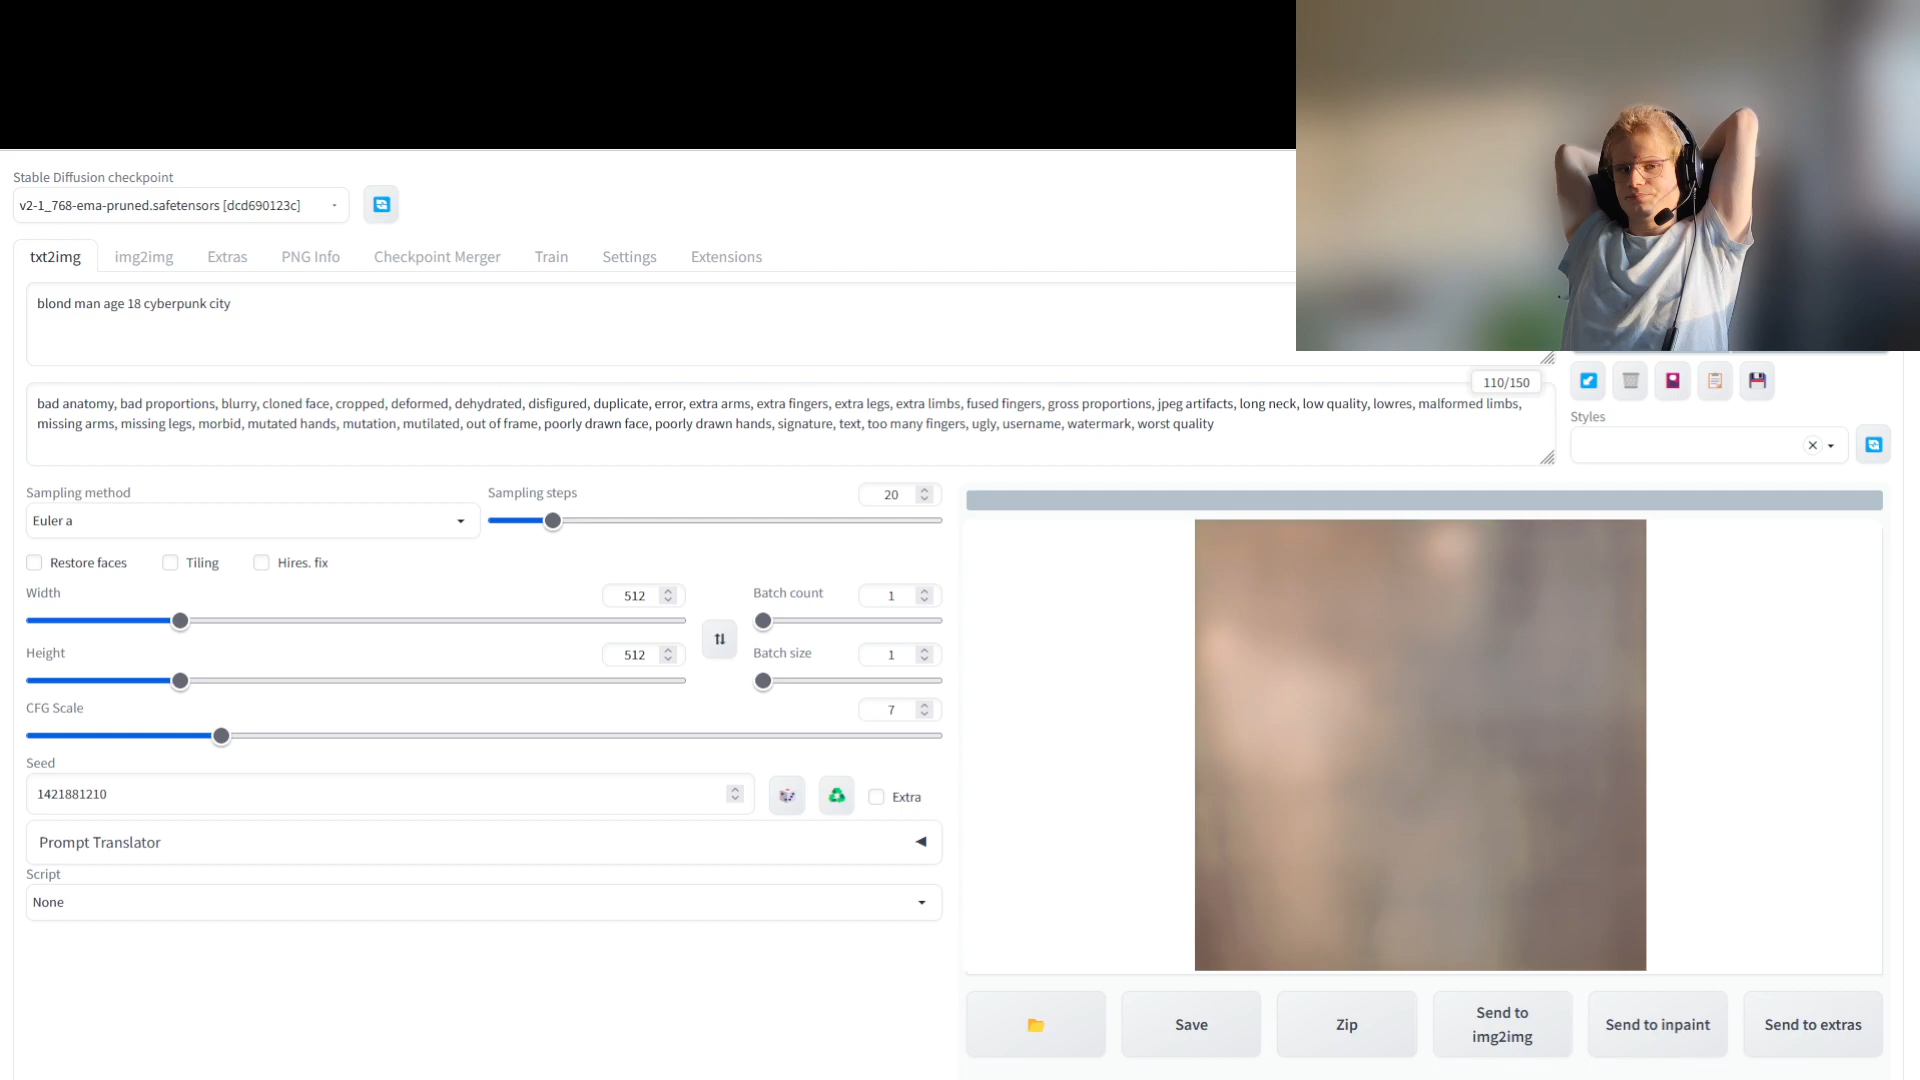 Stable Diffusion checkpoint
v2-1_768-ema-pruned.safetensors [dcd690123c]
txt2img img2img Extras PNG Info Checkpoint Merger Train Settings Extensions
blond man age 18 cyberpunk city
110/150
bad anatomy, bad proportions, blurry, cloned face, cropped, deformed, dehydrated, disfigured, duplicate, error, extra arms, extra fingers, extra legs, extra limbs, fused fingers, gross proportions, jpeg artifacts, long neck, low quality, lowres, malformed limbs,
missing arms, missing legs, morbid, mutated hands, mutation, mutilated, out of frame, poorly drawn face, poorly drawn hands, signature, text, too many fingers, ugly, username, watermark, worst quality
Styles
Sampling method
Euler a
Sampling steps
20
Restore faces Tiling Hires. fix
Width
512
Height
512
Batch count
1
Batch size
1
CFG Scale
7
Seed
1421881210
Extra
Prompt Translator
Script
None
Save
Zip
Send to
img2img
Send to inpaint
Send to extras